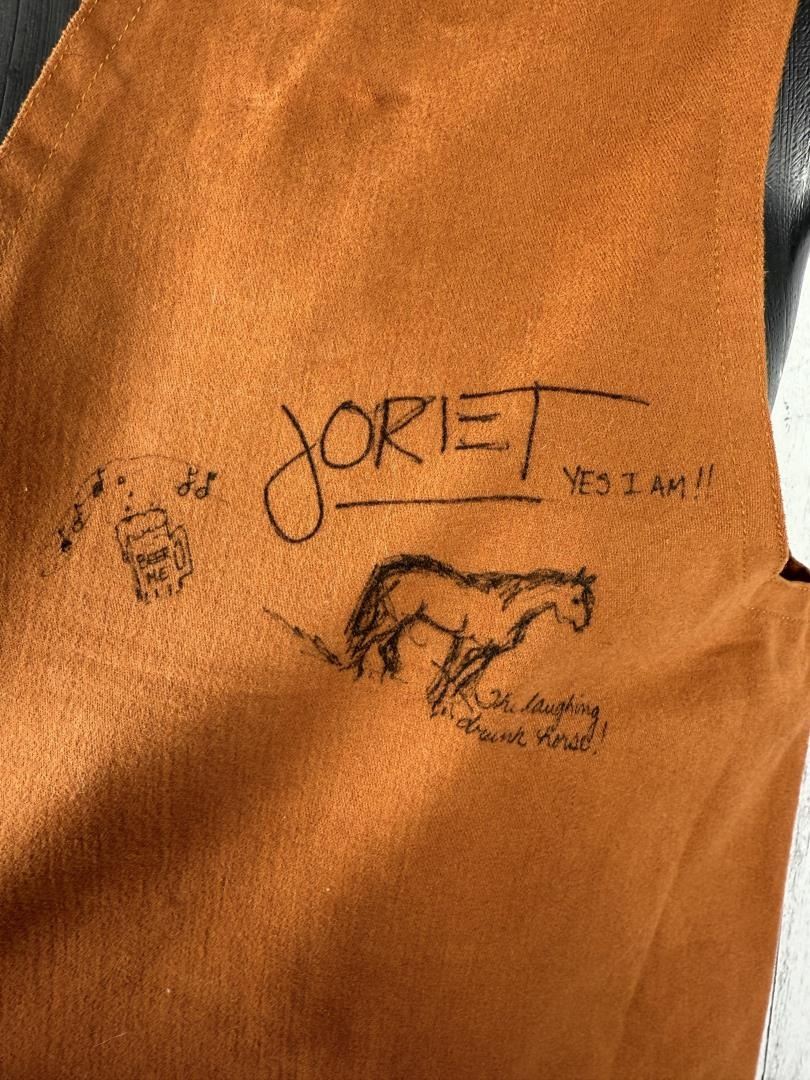 JORIET
YES I AM!!
BEER
ME
The laughing
drunk horse!